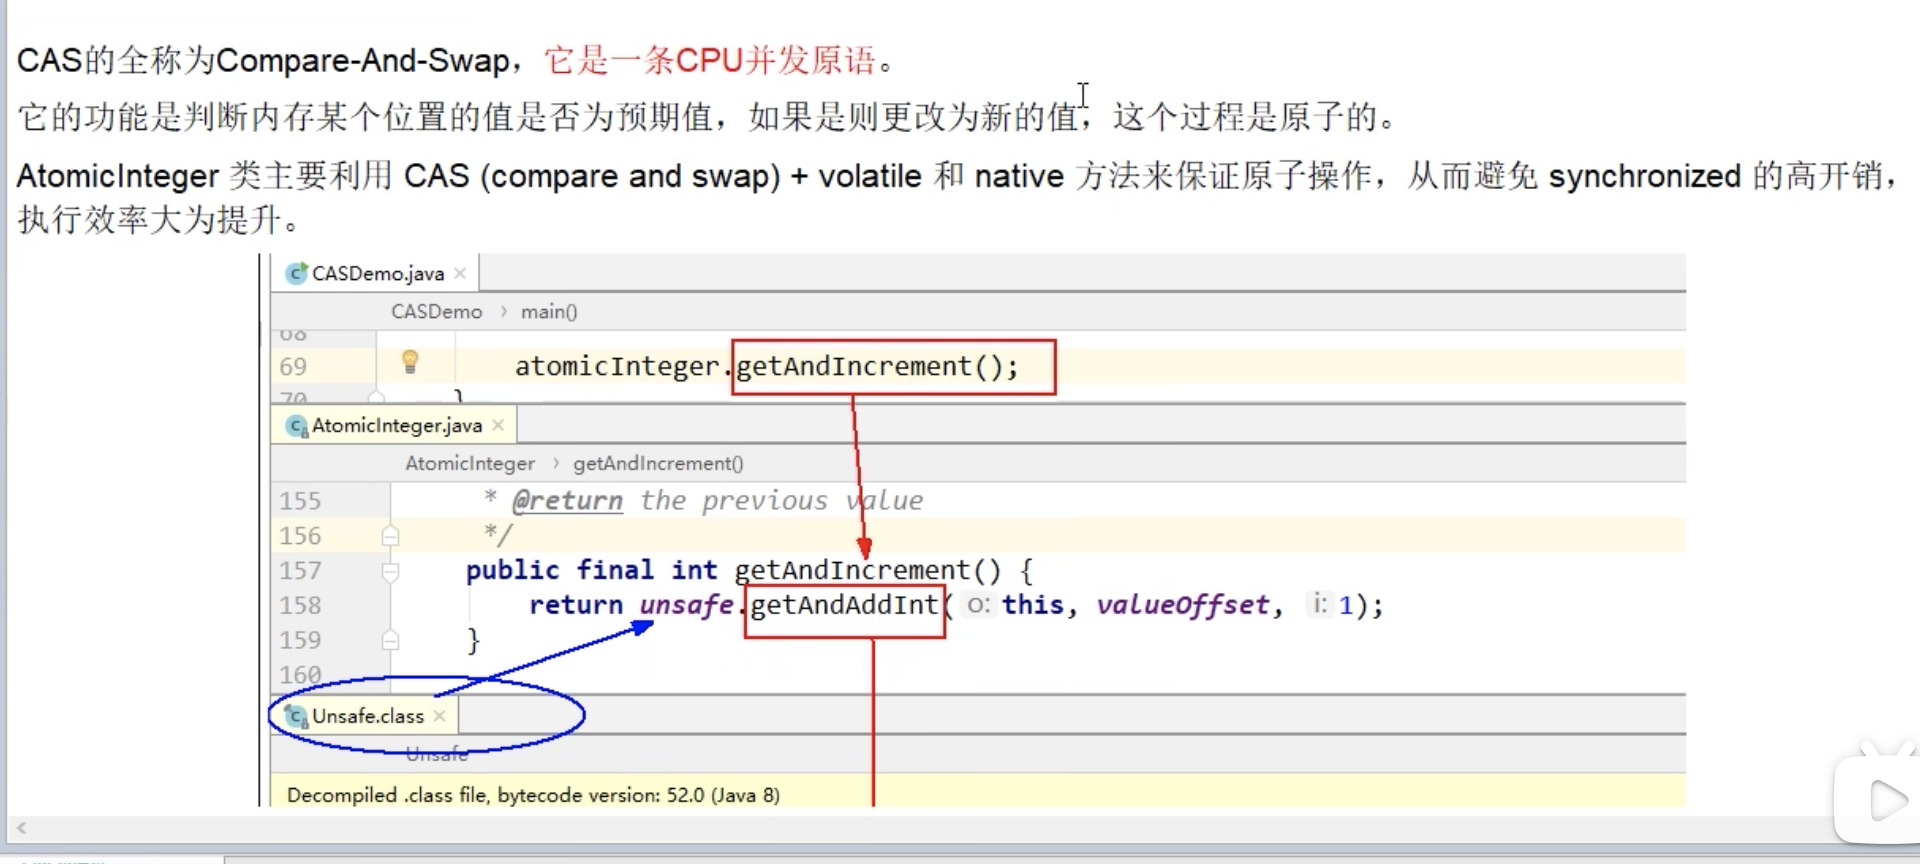 CAS的全称为Compare-And-Swap，它是一条CPU并发原语。
它的功能是判断内存某个位置的值是否为预期值，如果是则更改为新的值，这个过程是原子的。
AtomicInteger 类主要利用 CAS (compare and swap) + volatile 和 native 方法来保证原子操作，从而避免 synchronized 的高开销，
执行效率大为提升。
CASDemo.java ×
CASDemo › main()
68
69 atomicInteger.getAndIncrement();
70 }
AtomicInteger.java ×
AtomicInteger › getAndIncrement()
155 * @return the previous value
156 */
157 public final int getAndIncrement() {
158 return unsafe.getAndAddInt( o: this, valueOffset, i: 1);
159 }
160
Unsafe.class ×
Unsafe
Decompiled .class file, bytecode version: 52.0 (Java 8)